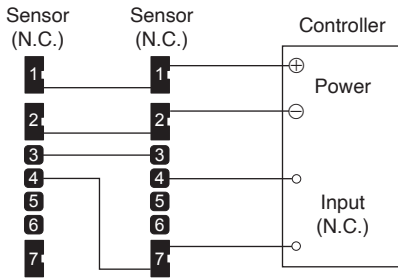 Sensor
(N.C.)
Sensor
(N.C.)
Controller
1
1
+
Power
2
2
−
3
3
4
4
5
5
Input
(N.C.)
6
6
7
7